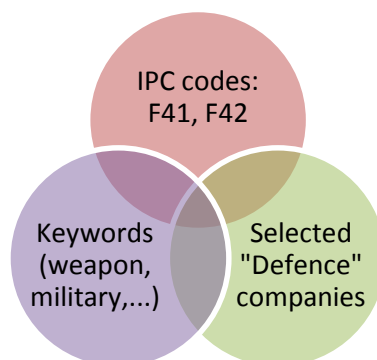 IPC codes:
F41, F42
Keywords
(weapon,
military,...)
Selected
"Defence"
companies